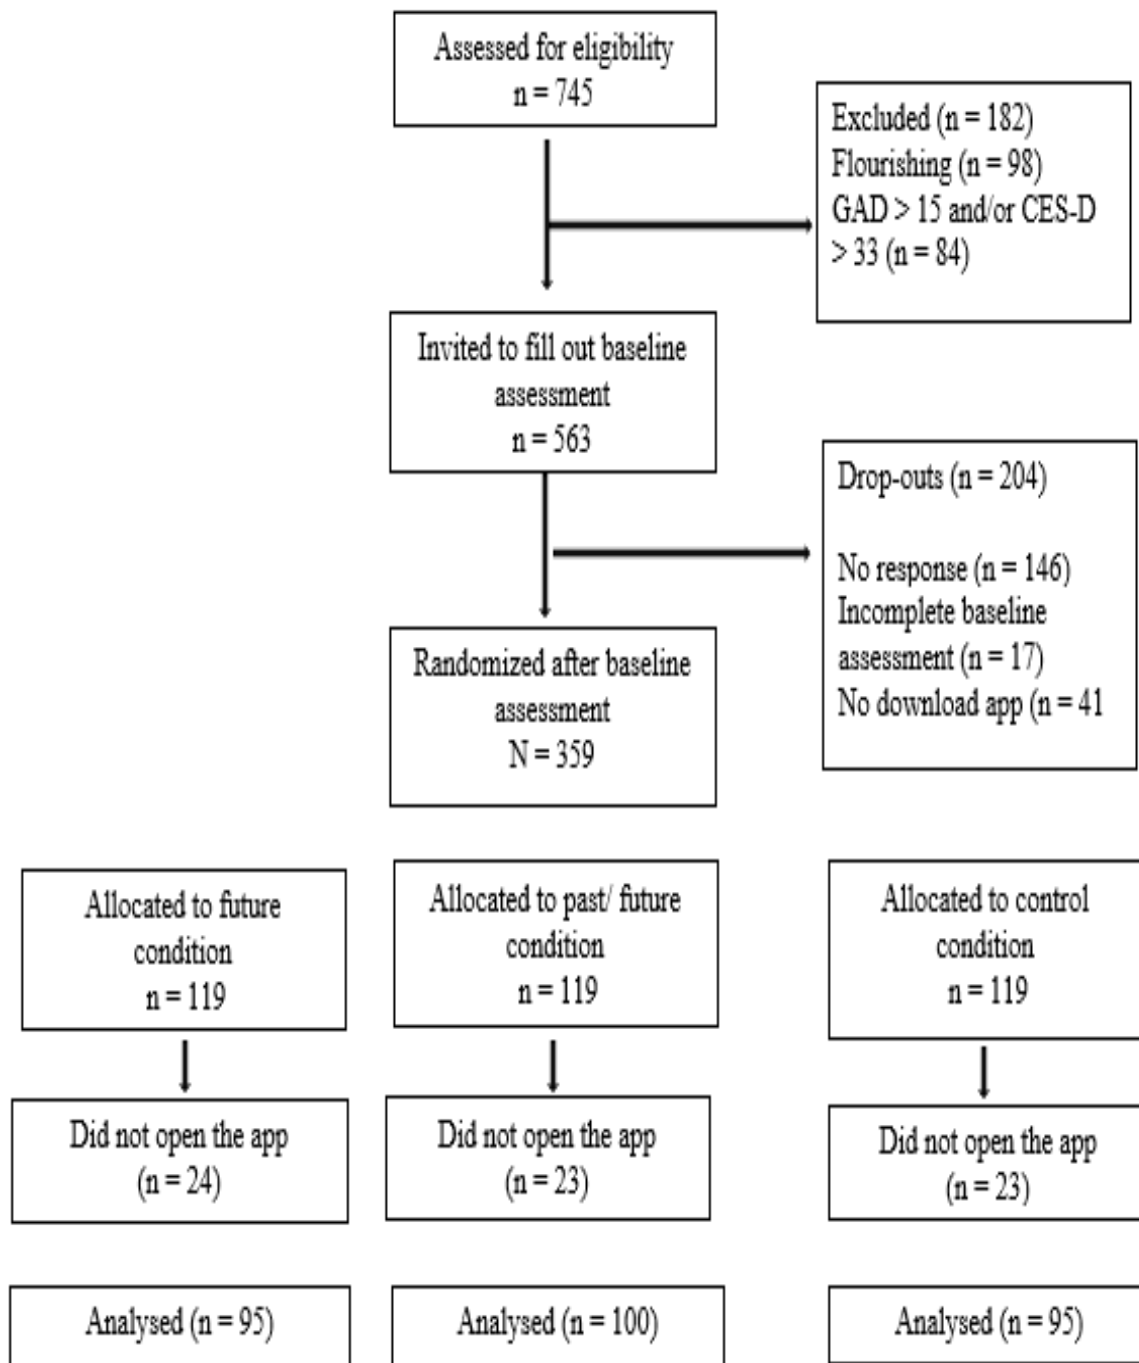 Assessed for eligibility
n = 745
Excluded (n = 182)
Flourishing (n = 98)
GAD > 15 and/or CES-D
> 33 (n = 84)
Invited to fill out baseline
assessment
n = 563
Drop-outs (n = 204)
No response (n = 146)
Incomplete baseline
assessment (n = 17)
No download app (n = 41
Randomized after baseline
assessment
N = 359
Allocated to future
condition
n = 119
Allocated to past/ future
condition
n = 119
Allocated to control
condition
n = 119
Did not open the app
(n = 24)
Did not open the app
(n = 23)
Did not open the app
(n = 23)
Analysed (n = 95)
Analysed (n = 100)
Analysed (n = 95)